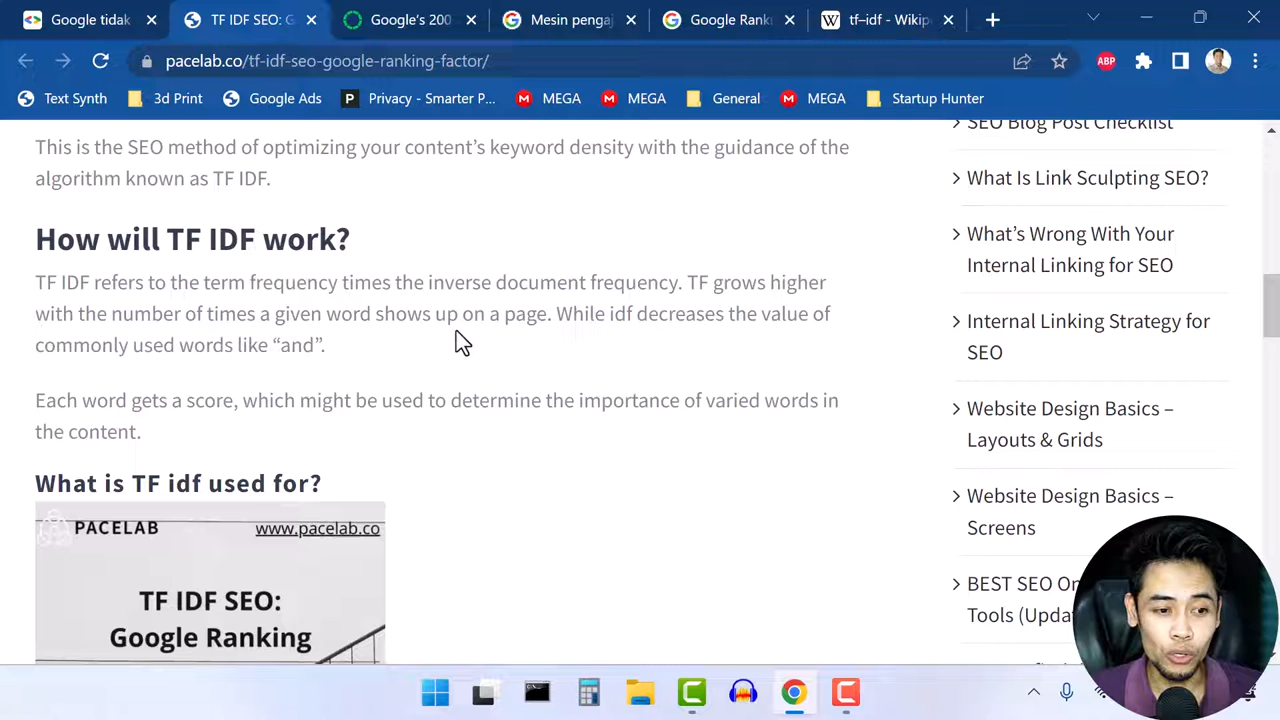 Google tidak
TF IDF SEO: G
Google's 200
Mesin pengaj
Google Rank
tf–idf - Wikip
pacelab.co/tf-idf-seo-google-ranking-factor/
ABP
Text Synth
3d Print
Google Ads
P
Privacy - Smarter P...
M
MEGA
M
MEGA
General
M
MEGA
Startup Hunter
This is the SEO method of optimizing your content's keyword density with the guidance of the
algorithm known as TF IDF.
How will TF IDF work?
TF IDF refers to the term frequency times the inverse document frequency. TF grows higher
with the number of times a given word shows up on a page. While idf decreases the value of
commonly used words like “and”.
Each word gets a score, which might be used to determine the importance of varied words in
the content.
What is TF idf used for?
PACELAB
www.pacelab.co
TF IDF SEO:
Google Ranking
SEO Blog Post Checklist
What Is Link Sculpting SEO?
What's Wrong With Your
Internal Linking for SEO
Internal Linking Strategy for
SEO
Website Design Basics –
Layouts & Grids
Website Design Basics –
Screens
BEST SEO On
Tools (Updat